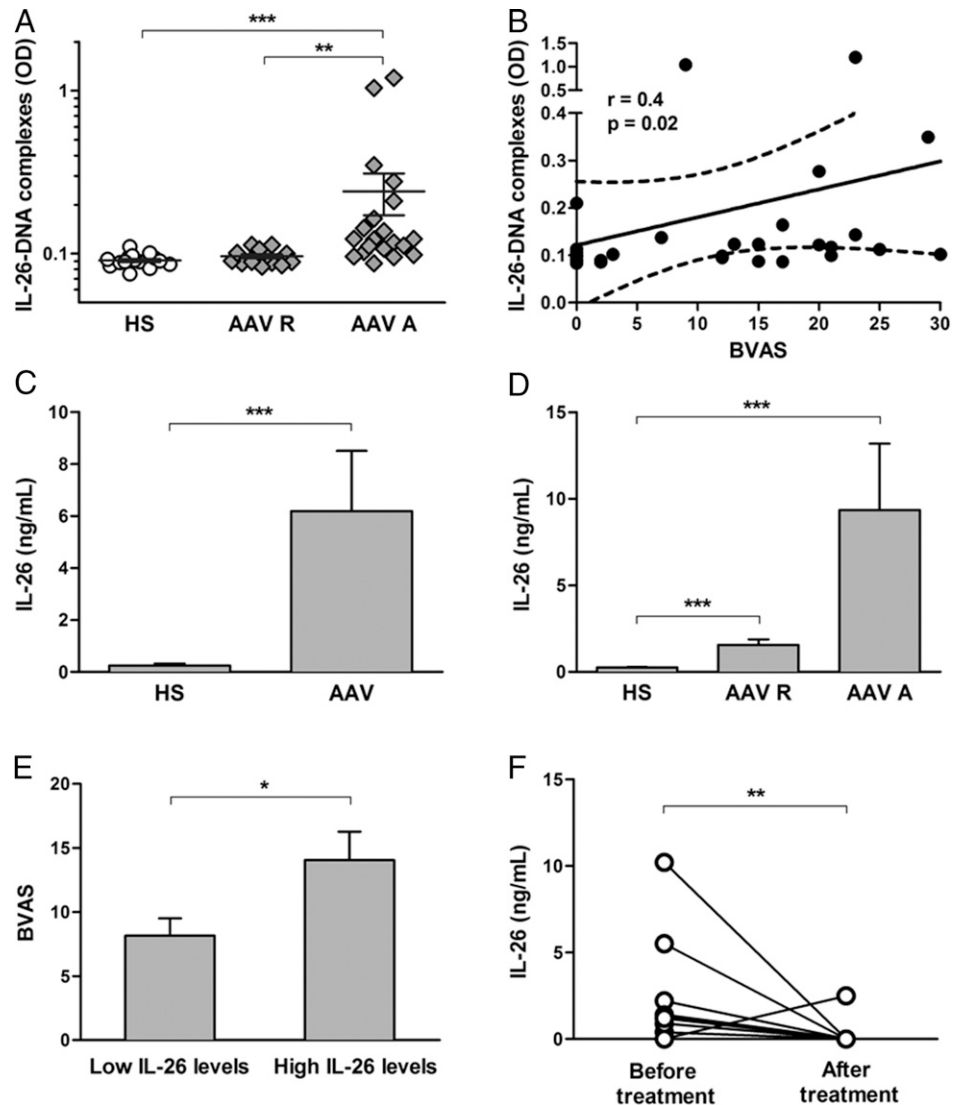 A
***
**
IL-26-DNA complexes (OD)
1
0.1
HS AAV R AAV A
B
IL-26-DNA complexes (OD)
1.5
1.0
0.5
0.4
0.3
0.2
0.1
0.0
r = 0.4
p = 0.02
0 5 10 15 20 25 30
BVAS
C
***
IL-26 (ng/mL)
10
8
6
4
2
0
HS AAV
D
***
***
IL-26 (ng/mL)
15
10
5
0
HS AAV R AAV A
E
*
BVAS
20
15
10
5
0
Low IL-26 levels High IL-26 levels
F
**
IL-26 (ng/mL)
15
10
5
0
Before After
treatment treatment